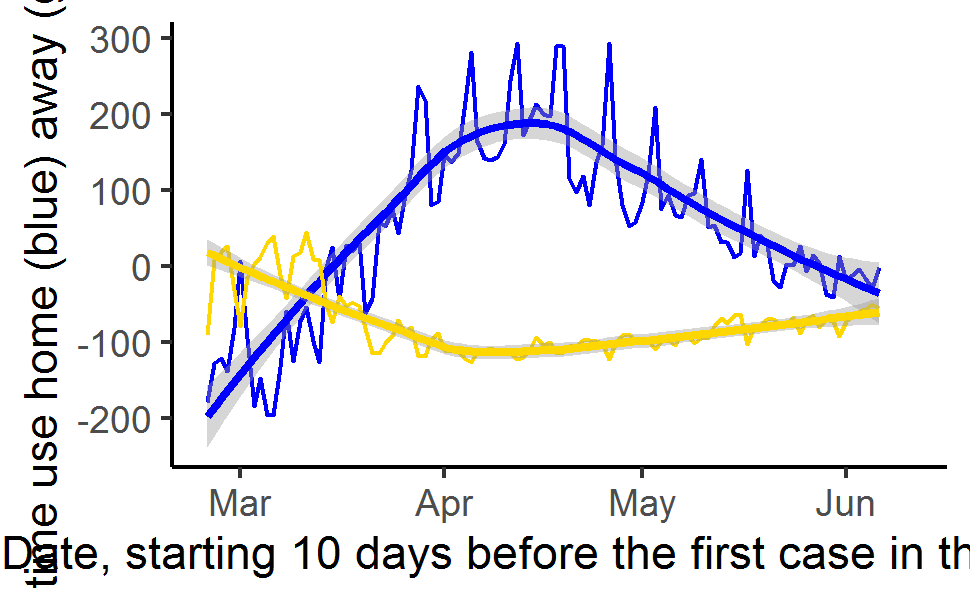 time use home (blue) away (
300
200
100
0
-100
-200
Mar Apr May Jun
Date, starting 10 days before the first case in th